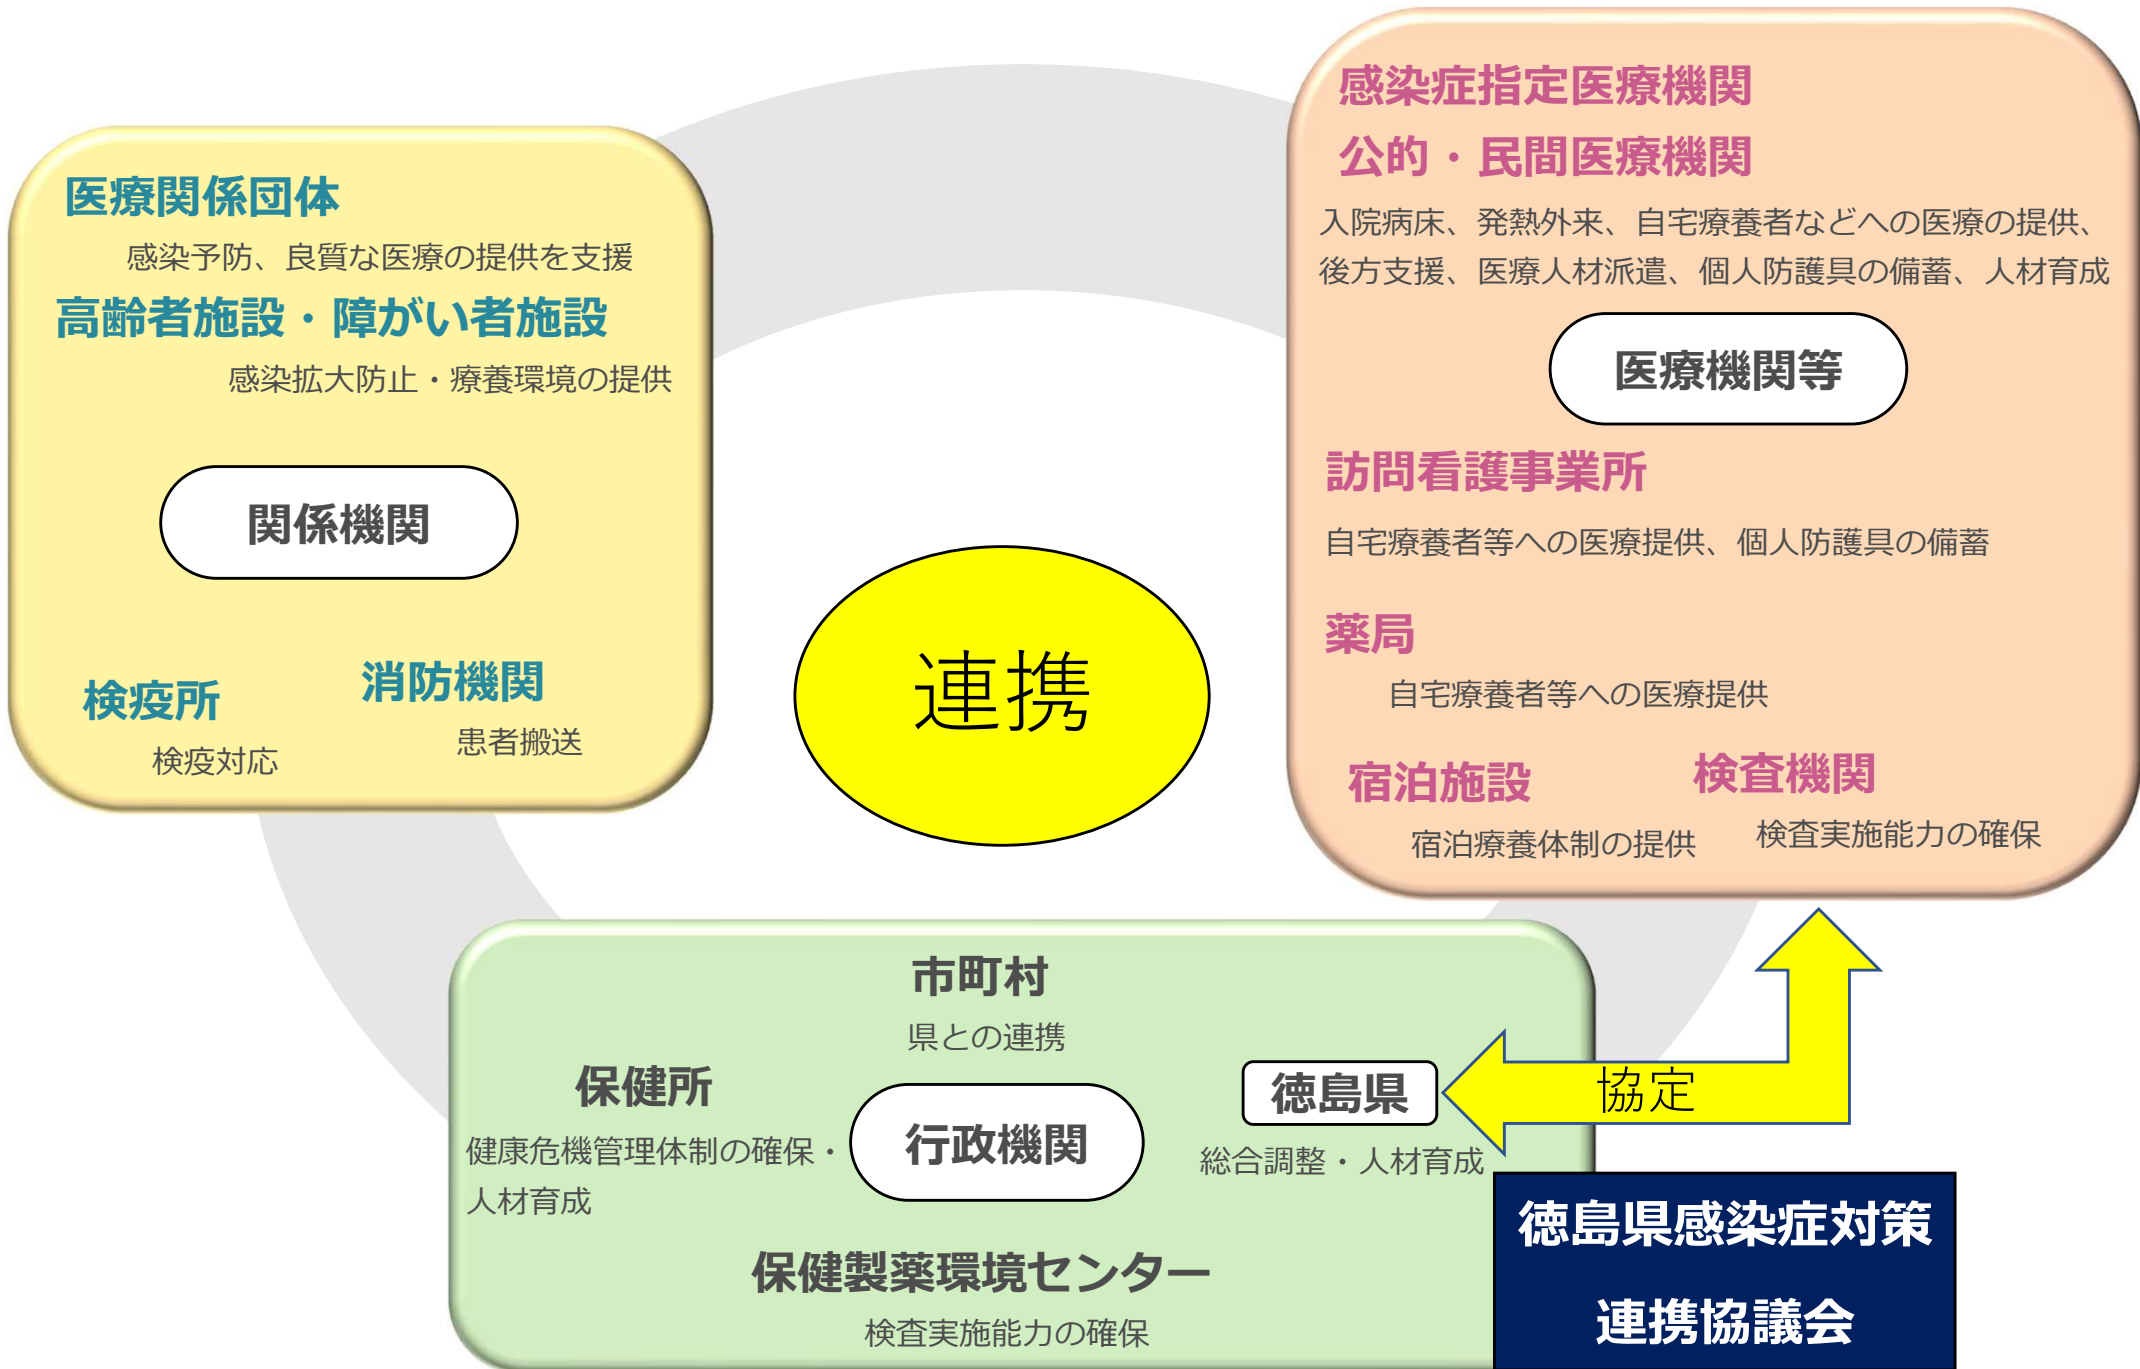 医療関係団体
感染予防、良質な医療の提供を支援
高齢者施設・障がい者施設
感染拡大防止・療養環境の提供
関係機関
検疫所
検疫対応
消防機関
患者搬送
感染症指定医療機関
公的・民間医療機関
入院病床、発熱外来、自宅療養者などへの医療の提供、
後方支援、医療人材派遣、個人防護具の備蓄、人材育成
医療機関等
訪問看護事業所
自宅療養者等への医療提供、個人防護具の備蓄
薬局
自宅療養者等への医療提供
宿泊施設
宿泊療養体制の提供
検査機関
検査実施能力の確保
連携
市町村
県との連携
保健所
健康危機管理体制の確保・
人材育成
行政機関
徳島県
総合調整・人材育成
協定
保健製薬環境センター
検査実施能力の確保
徳島県感染症対策
連携協議会